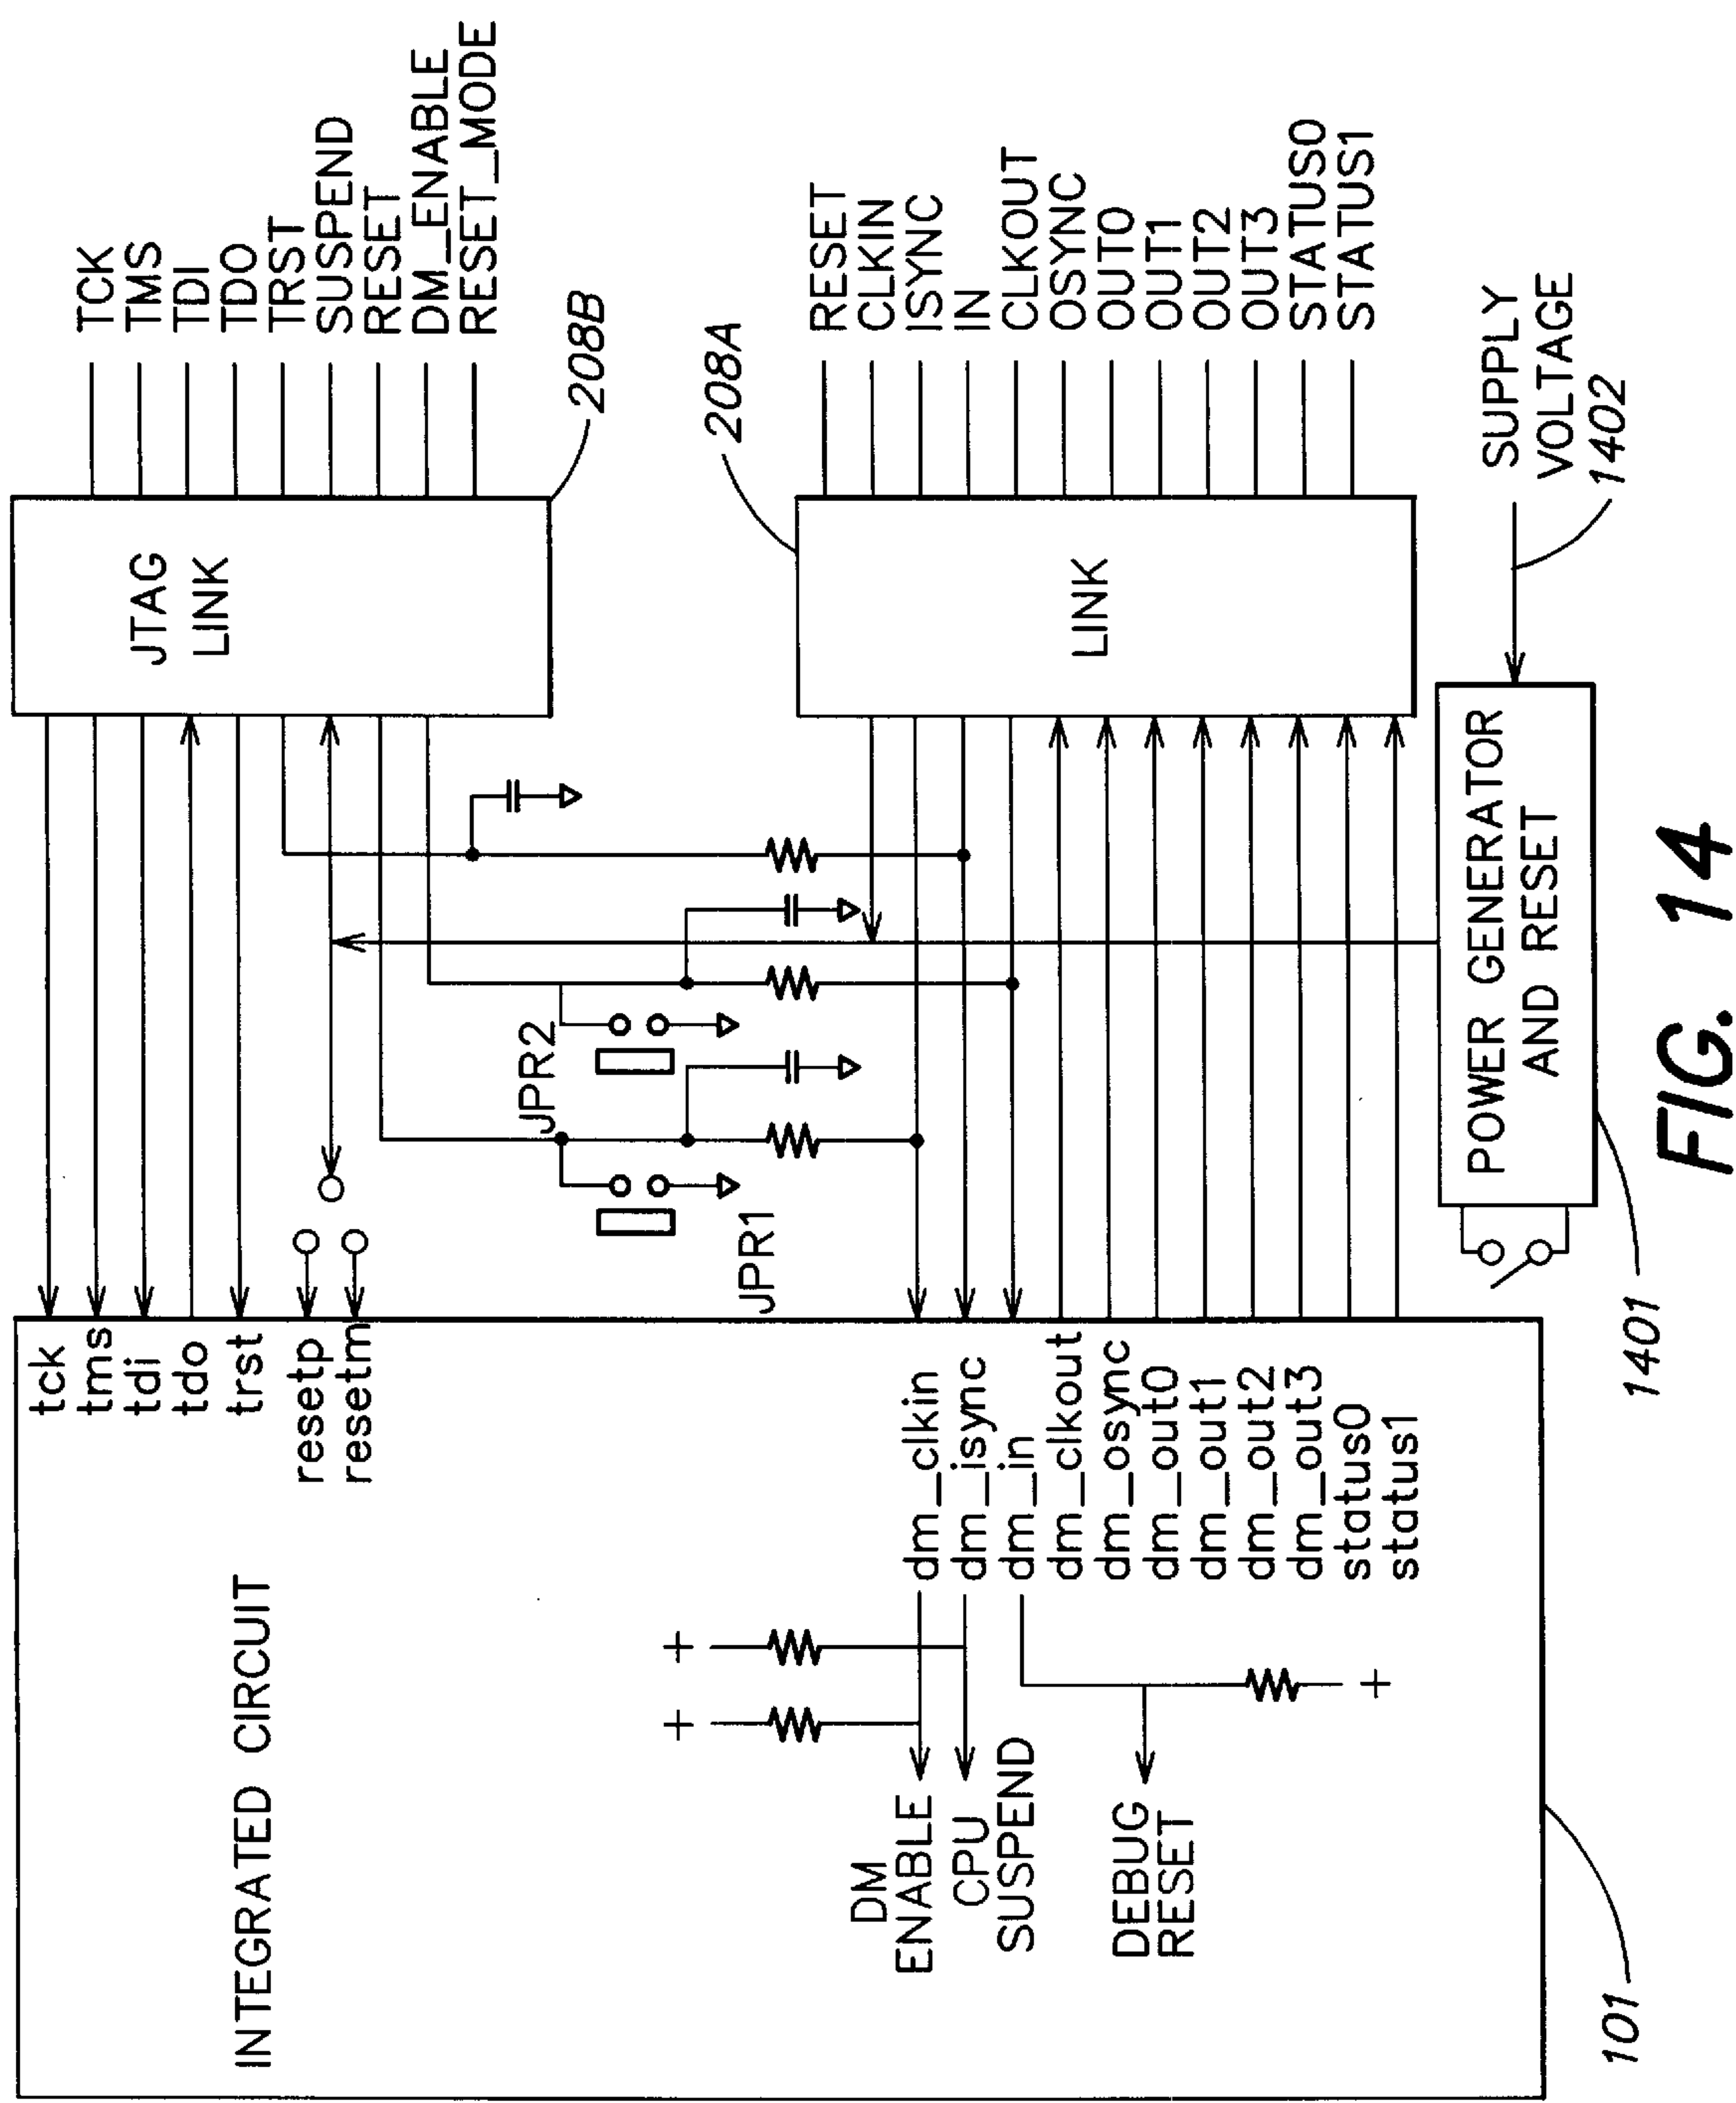 INTEGRATED CIRCUIT
tck
tms
tdi
tdo
trst
resetp
resetm
JTAG
LINK
TCK
TMS
TDI
TDO
TRST
SUSPEND
RESET
DM_ENABLE
RESET_MODE
208B
JPR2
JPR1
208A
DM
ENABLE
CPU
SUSPEND
DEBUG
RESET
+
+
+
dm_clkin
dm_isync
dm_in
dm_clkout
dm_osync
dm_out0
dm_out1
dm_out2
dm_out3
status0
status1
LINK
RESET
CLKIN
ISYNC
IN
CLKOUT
OSYNC
OUT0
OUT1
OUT2
OUT3
STATUS0
STATUS1
POWER GENERATOR
AND RESET
SUPPLY
VOLTAGE
1402
101
1401
FIG. 14